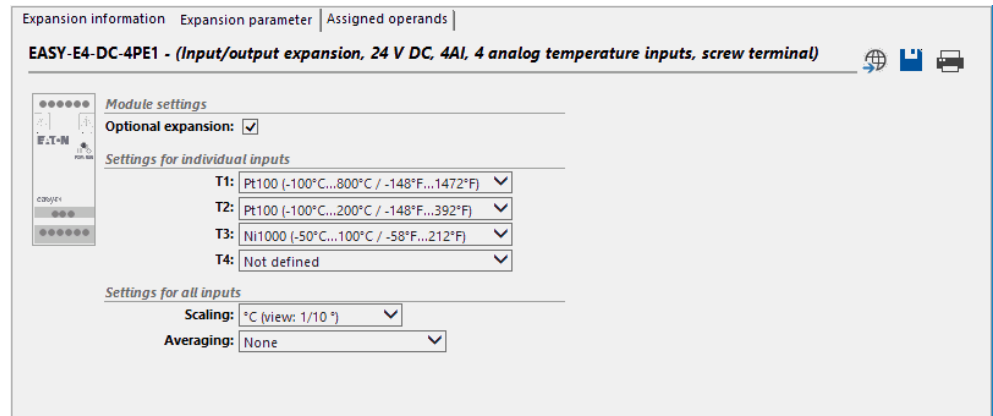 Expansion information Expansion parameter Assigned operands
EASY-E4-DC-4PE1 - (Input/output expansion, 24 V DC, 4AI, 4 analog temperature inputs, screw terminal)
Module settings
Optional expansion:
E·T·N
Settings for individual inputs
T1: Pt100 (-100°C...800°C / -148°F...1472°F)
T2: Pt100 (-100°C...200°C / -148°F...392°F)
T3: Ni1000 (-50°C...100°C / -58°F...212°F)
T4: Not defined
Settings for all inputs
Scaling: °C (view: 1/10 °)
Averaging: None